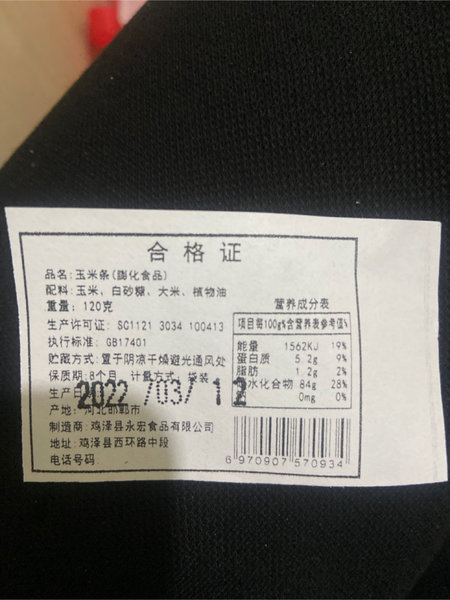 合格证
品名:玉米条(膨化食品)
配料:玉米、白砂糖、大米、植物油
重量:120克
生产许可证: SC1121 3034 100413
执行标准:GB17401
贮藏方式:置于阴凉干燥避光通风处
保质期:8个月 计量方式:袋装
生产日
2022/03/12
产地:河北邯郸市
制造商:鸡泽县永宏食品有限公司
地址:鸡泽县西环路中段
电话号码
营养成分表
项目每100g%含营养表参考值%
能量 1562KJ 19%
蛋白质 5.2g 9%
脂肪 1.2g 2%
水化合物 84g 28%
0mg 0%
6 970907 570934